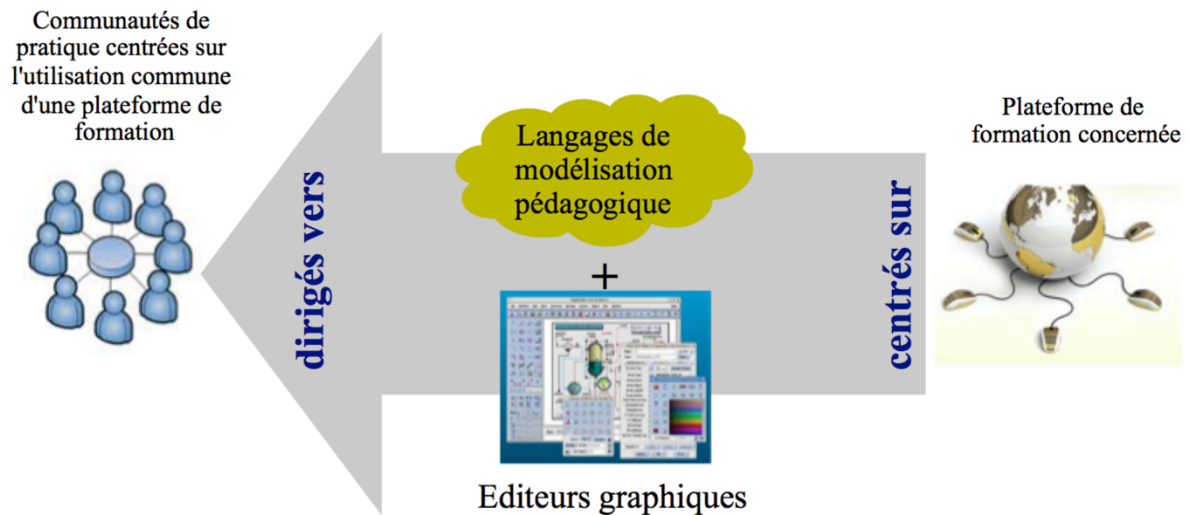 Communautés de
pratique centrées sur
l'utilisation commune
d'une plateforme de
formation
dirigés vers
Langages de
modélisation
pédagogique
+
Editeurs graphiques
centrés sur
Plateforme de
formation concernée